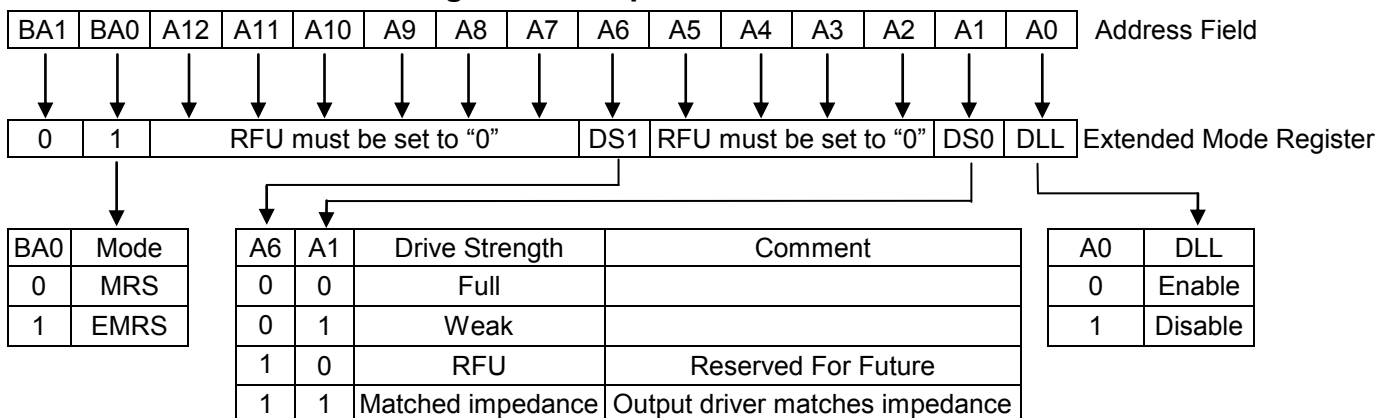 BA1 BA0 A12 A11 A10 A9 A8 A7 A6 A5 A4 A3 A2 A1 A0 Address Field
0 1 RFU must be set to “0” DS1 RFU must be set to “0” DS0 DLL Extended Mode Register
BA0 Mode A6 A1 Drive Strength Comment A0 DLL
0 MRS 0 0 Full 0 Enable
1 EMRS 0 1 Weak 1 Disable
1 0 RFU Reserved For Future
1 1 Matched impedance Output driver matches impedance